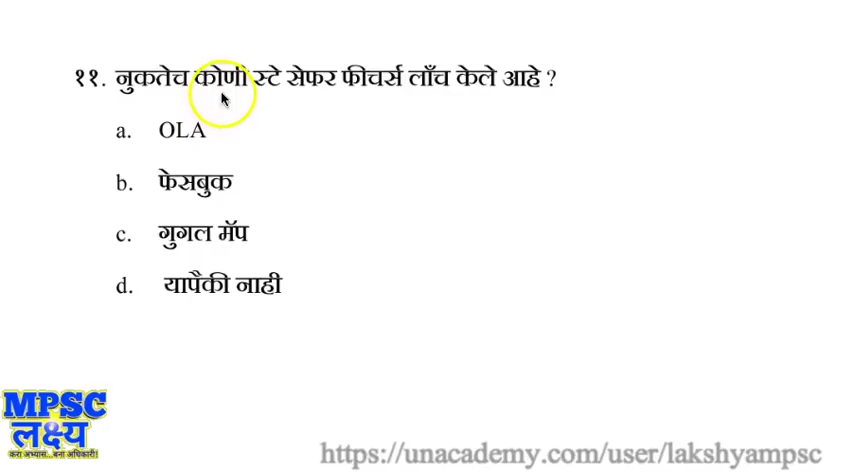 ११. नुकतेच कोणी स्टे सेफर फीचर्स लाँच केले आहे ?
a. OLA
b. फेसबुक
c. गुगल मॅप
d. यापैकी नाही
MPSC
लक्ष्य
करा अभ्यास...बना अधिकारी!
https://unacademy.com/user/lakshyampsc